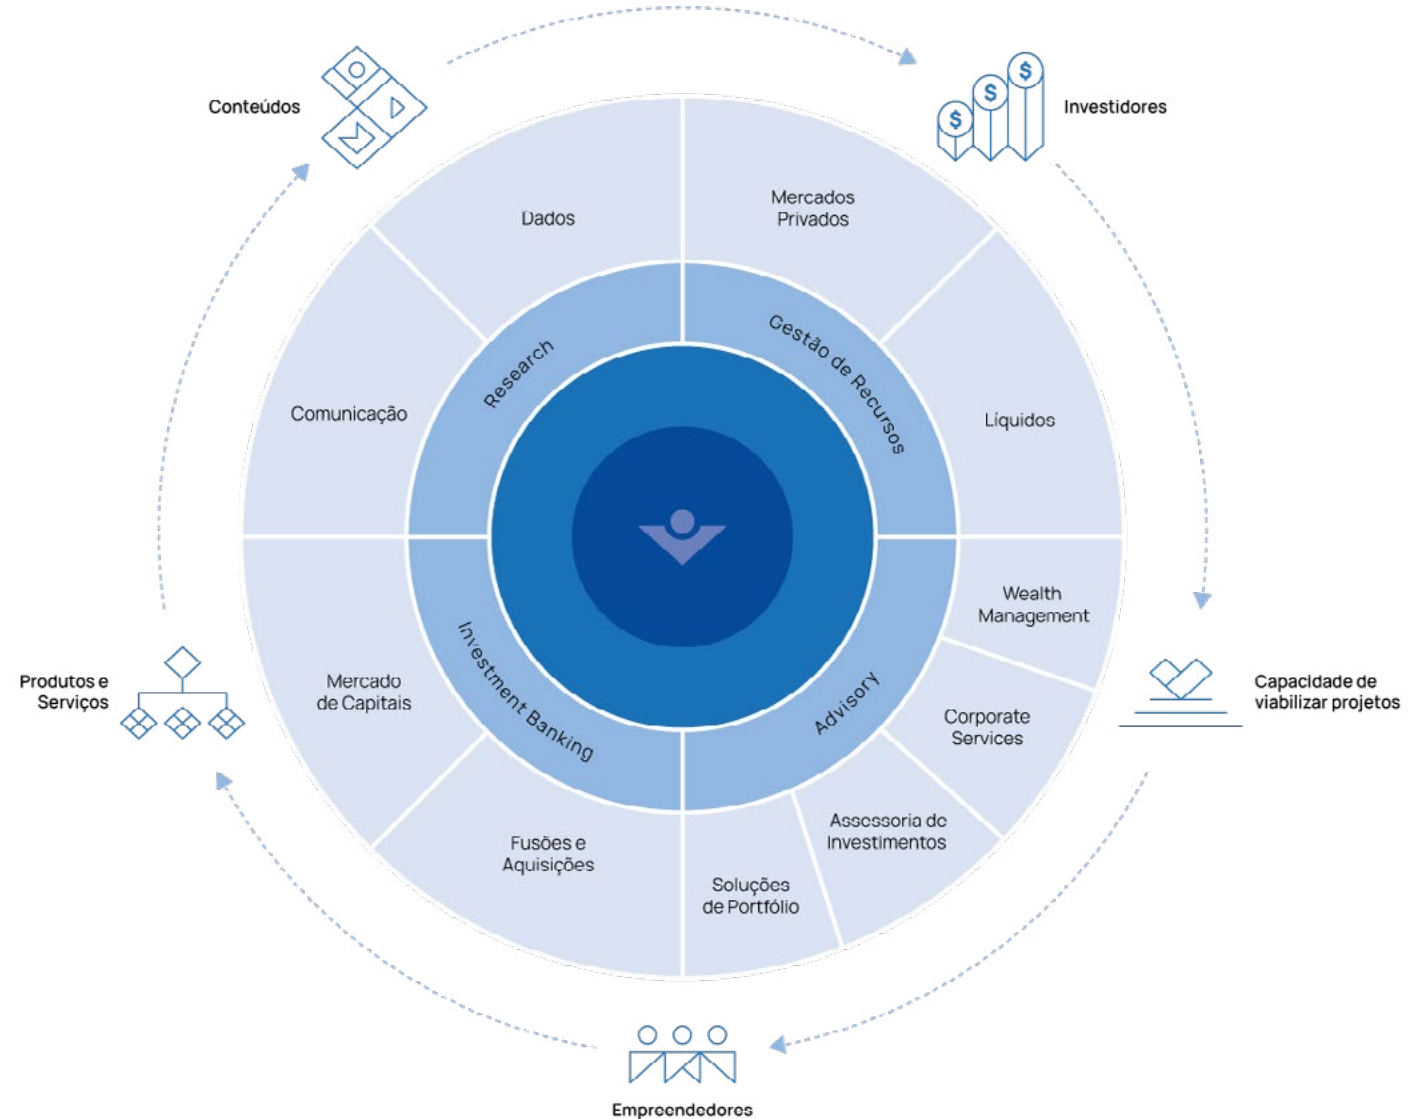 Conteúdos
Investidores
Mercados
Privados
Dados
Gestão de Recursos
Research
Comunicação
Líquidos
Wealth
Management
Investment Banking
Advisory
Produtos e
Serviços
Mercado
de Capitais
Capacidade de
viabilizar projetos
Corporate
Services
Assessoria de
Investimentos
Fusões e
Aquisições
Soluções
de Portfólio
Empreendedores
$
$
$